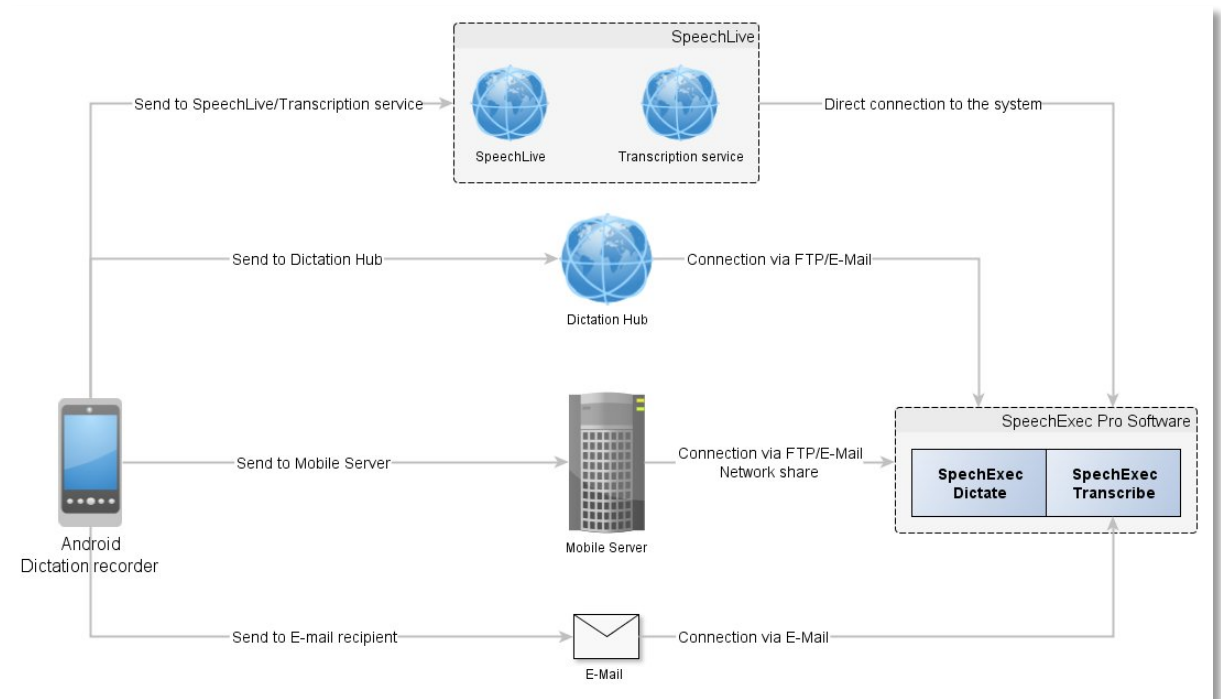 SpeechLive
Send to SpeechLive/Transcription service
Direct connection to the system
SpeechLive
Transcription service
Send to Dictation Hub
Connection via FTP/E-Mail
Dictation Hub
SpeechExec Pro Software
Send to Mobile Server
Connection via FTP/E-Mail
Network share
SpechExec
Dictate
SpechExec
Transcribe
Mobile Server
Android
Dictation recorder
Send to E-mail recipient
Connection via E-Mail
E-Mail